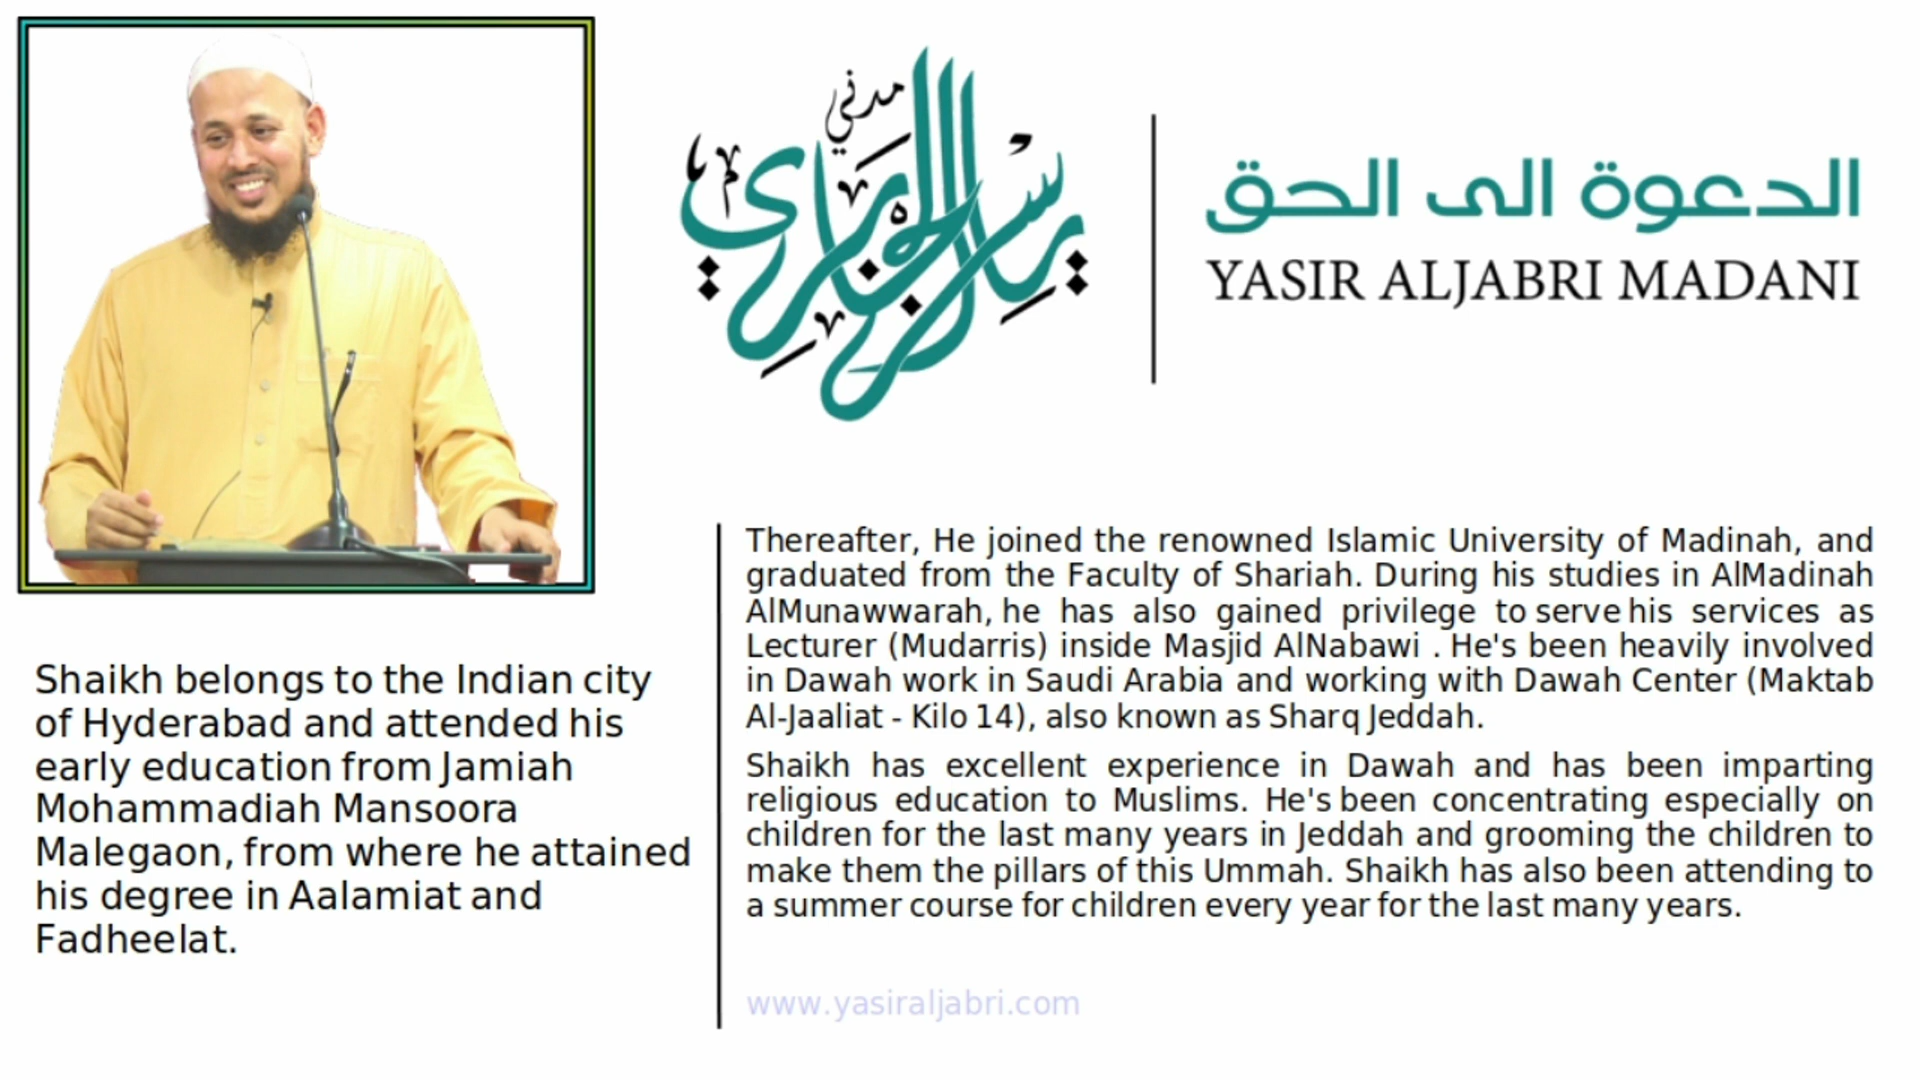 مدني
ياسر الجابري
الدعوة الى الحق
YASIR ALJABRI MADANI
Shaikh belongs to the Indian city
of Hyderabad and attended his
early education from Jamiah
Mohammadiah Mansoora
Malegaon, from where he attained
his degree in Aalamiat and
Fadheelat.
Thereafter, He joined the renowned Islamic University of Madinah, and
graduated from the Faculty of Shariah. During his studies in AlMadinah
AlMunawwarah, he has also gained privilege to serve his services as
Lecturer (Mudarris) inside Masjid AlNabawi . He's been heavily involved
in Dawah work in Saudi Arabia and working with Dawah Center (Maktab
Al-Jaaliat - Kilo 14), also known as Sharq Jeddah.
Shaikh has excellent experience in Dawah and has been imparting
religious education to Muslims. He's been concentrating especially on
children for the last many years in Jeddah and grooming the children to
make them the pillars of this Ummah. Shaikh has also been attending to
a summer course for children every year for the last many years.
www.yasiraljabri.com